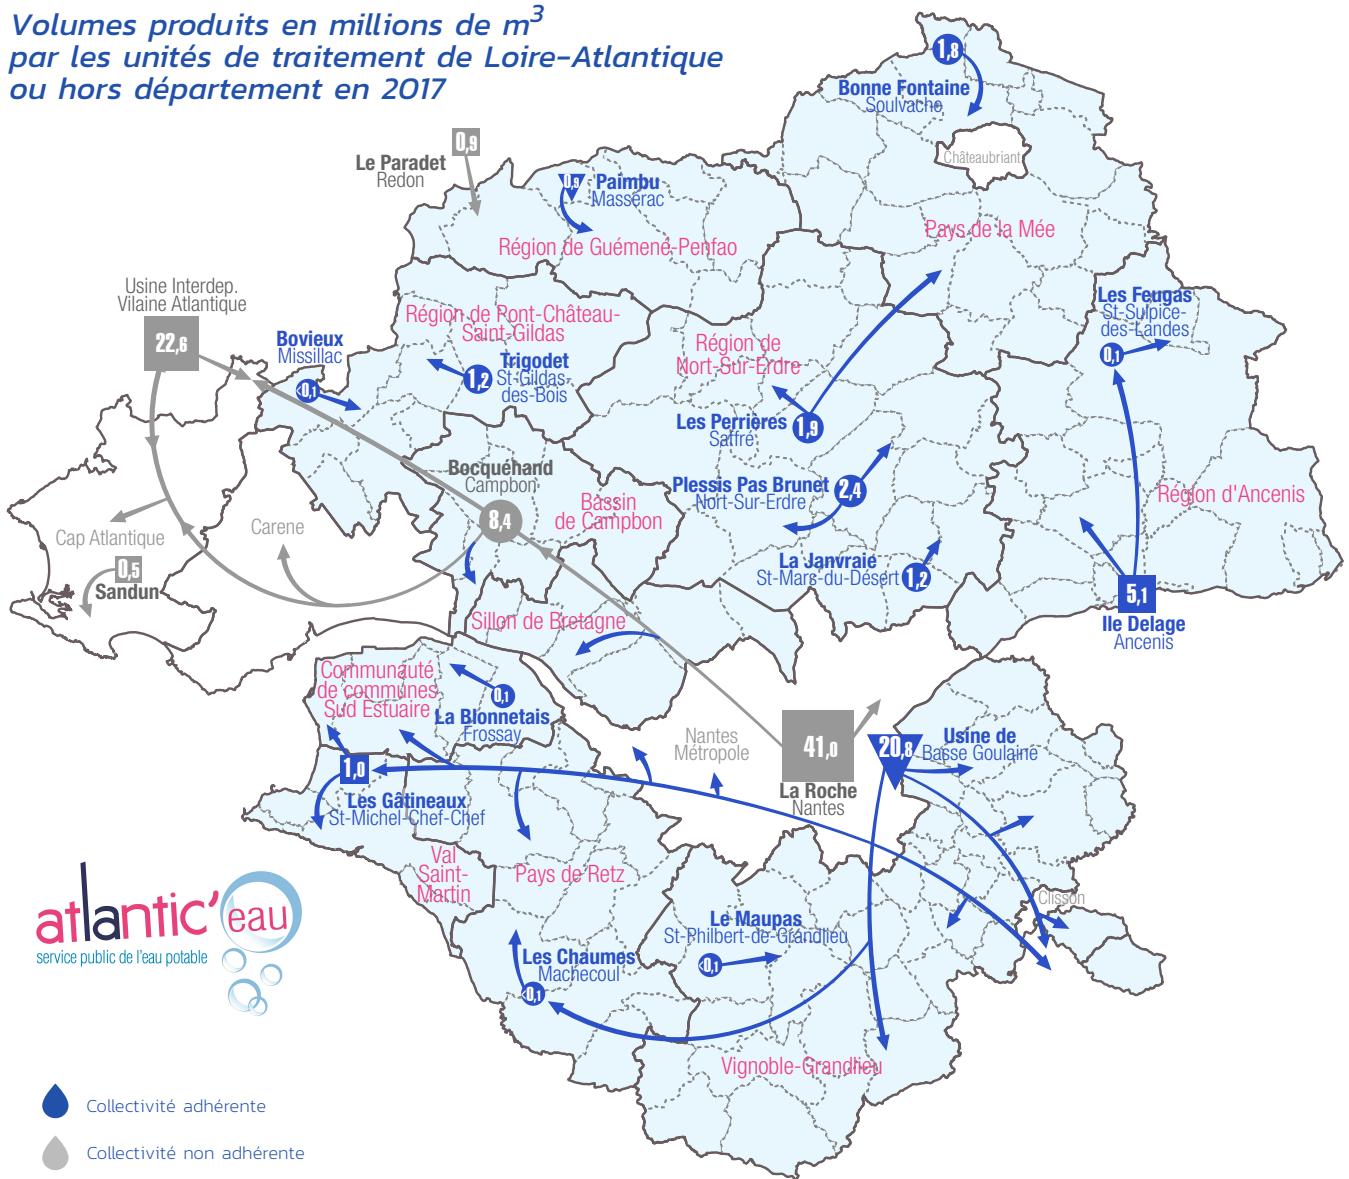 Volumes produits en millions de m3
par les unités de traitement de Loire-Atlantique
ou hors département en 2017
1,8
Bonne Fontaine
Soulvache
Châteaubriant
0,9
Le Paradet
Redon
0,9
Paimbu
Massérac
Région de Guémené-Penfao
Pays de la Mée
Usine Interdep.
Vilaine Atlantique
22,6
Bovieux
Missillac
<0,1
Région de Pont-Château-
Saint-Gildas
Trigodet
1,2
St-Gildas-
des-Bois
Région de
Nort-Sur-Erdre
Les Feugas
St-Sulpice-
des-Landes
0,1
Les Perrières
Saffré
1,9
Bocquéhand
Campbon
8,4
Bassin
de Campbon
Plessis Pas Brunet
Nort-Sur-Erdre
2,4
Région d'Ancenis
Cap Atlantique
Carene
0,5
Sandun
La Janvraie
St-Mars-du-Désert
1,2
5,1
Ile Delage
Ancenis
Sillon de Bretagne
Communauté
de communes
Sud Estuaire
0,1
La Blonnetais
Frossay
Nantes
Métropole
41,0
La Roche
Nantes
20,8
Usine de
Basse Goulaine
1,0
Les Gâtineaux
St-Michel-Chef-Chef
Val
Saint-
Martin
Pays de Retz
Clisson
Le Maupas
St-Philbert-de-Grandlieu
<0,1
Les Chaumes
Machecoul
<0,1
Vignoble-Grandlieu
atlantic'eau
service public de l'eau potable
Collectivité adhérente
Collectivité non adhérente